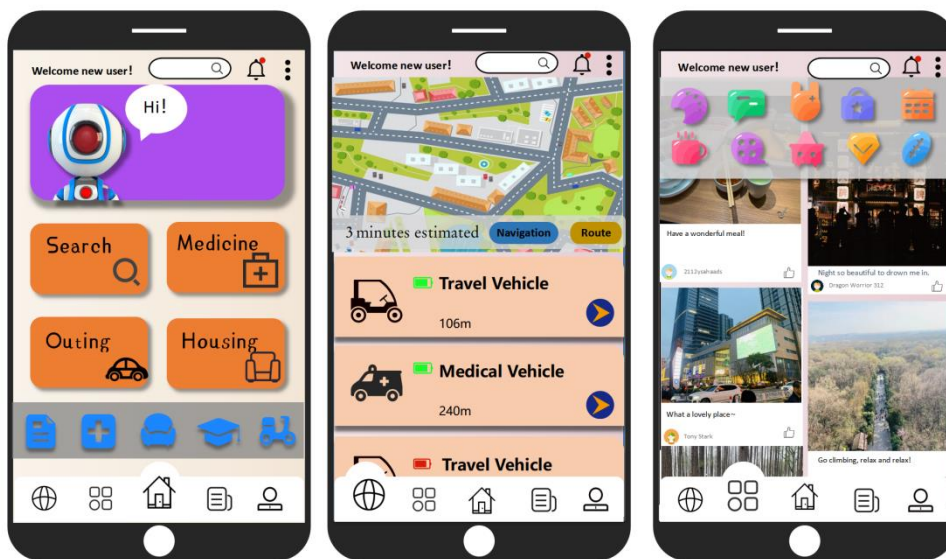 Welcome new user!
Hi!
Search
Medicine
Outing
Housing
Welcome new user!
3 minutes estimated
Navigation
Route
Travel Vehicle
106m
Medical Vehicle
240m
Travel Vehicle
Welcome new user!
Have a wonderful meal!
Night so beautiful to drown me in.
Dragon Warrior 312
What a lovely place~
Tony Stark
Go climbing, relax and relax!